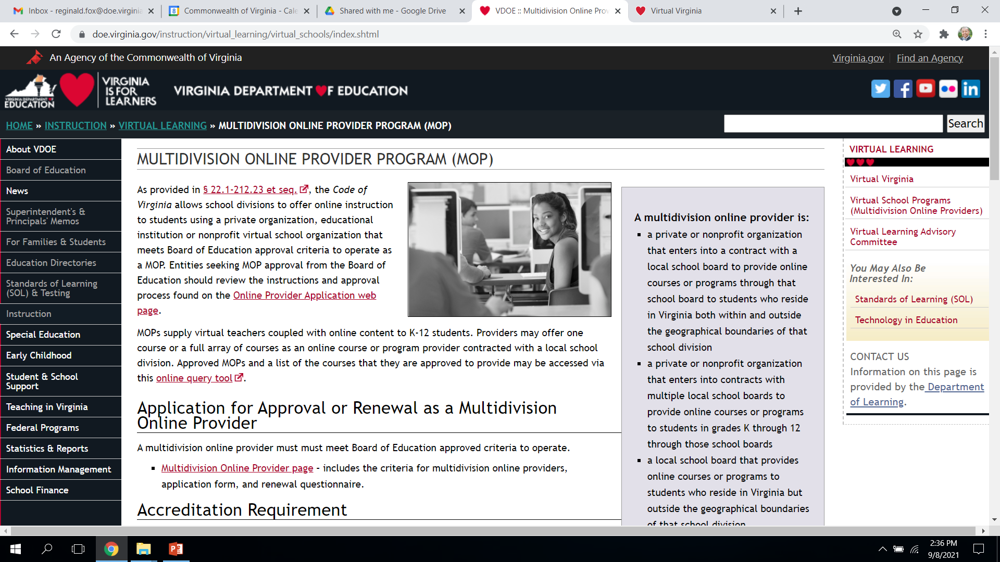 Inbox - reginald.fox@doe.virginia
Commonwealth of Virginia - Cale
Shared with me - Google Drive
VDOE :: Multidivision Online Prov
Virtual Virginia
doe.virginia.gov/instruction/virtual_learning/virtual_schools/index.shtml
An Agency of the Commonwealth of Virginia
Virginia.gov
Find an Agency
VIRGINIA DEPARTMENT OF
EDUCATION
VIRGINIA
IS FOR
LEARNERS
VIRGINIA DEPARTMENT OF EDUCATION
HOME » INSTRUCTION » VIRTUAL LEARNING » MULTIDIVISION ONLINE PROVIDER PROGRAM (MOP)
Search
About VDOE
Board of Education
News
Superintendent's &
Principals' Memos
For Families & Students
Education Directories
Standards of Learning
(SOL) & Testing
Instruction
Special Education
Early Childhood
Student & School
Support
Teaching in Virginia
Federal Programs
Statistics & Reports
Information Management
School Finance
MULTIDIVISION ONLINE PROVIDER PROGRAM (MOP)
As provided in § 22.1-212.23 et seq. , the Code of
Virginia allows school divisions to offer online instruction
to students using a private organization, educational
institution or nonprofit virtual school organization that
meets Board of Education approval criteria to operate as
a MOP. Entities seeking MOP approval from the Board of
Education should review the instructions and approval
process found on the Online Provider Application web
page.
MOPs supply virtual teachers coupled with online content to K-12 students. Providers may offer one
course or a full array of courses as an online course or program provider contracted with a local school
division. Approved MOPs and a list of the courses that they are approved to provide may be accessed via
this online query tool .
Application for Approval or Renewal as a Multidivision
Online Provider
A multidivision online provider must must meet Board of Education approved criteria to operate.
▪ Multidivision Online Provider page - includes the criteria for multidivision online providers,
application form, and renewal questionnaire.
Accreditation Requirement
A multidivision online provider is:
▪ a private or nonprofit organization
that enters into a contract with a
local school board to provide online
courses or programs through that
school board to students who reside
in Virginia both within and outside
the geographical boundaries of that
school division
▪ a private or nonprofit organization
that enters into contracts with
multiple local school boards to
provide online courses or programs
to students in grades K through 12
through those school boards
▪ a local school board that provides
online courses or programs to
students who reside in Virginia but
outside the geographical boundaries
of that school division
VIRTUAL LEARNING
Virtual Virginia
Virtual School Programs
(Multidivision Online Providers)
Virtual Learning Advisory
Committee
You May Also Be
Interested In:
Standards of Learning (SOL)
Technology in Education
CONTACT US
Information on this page is
provided by the Department
of Learning.
2:36 PM
9/8/2021